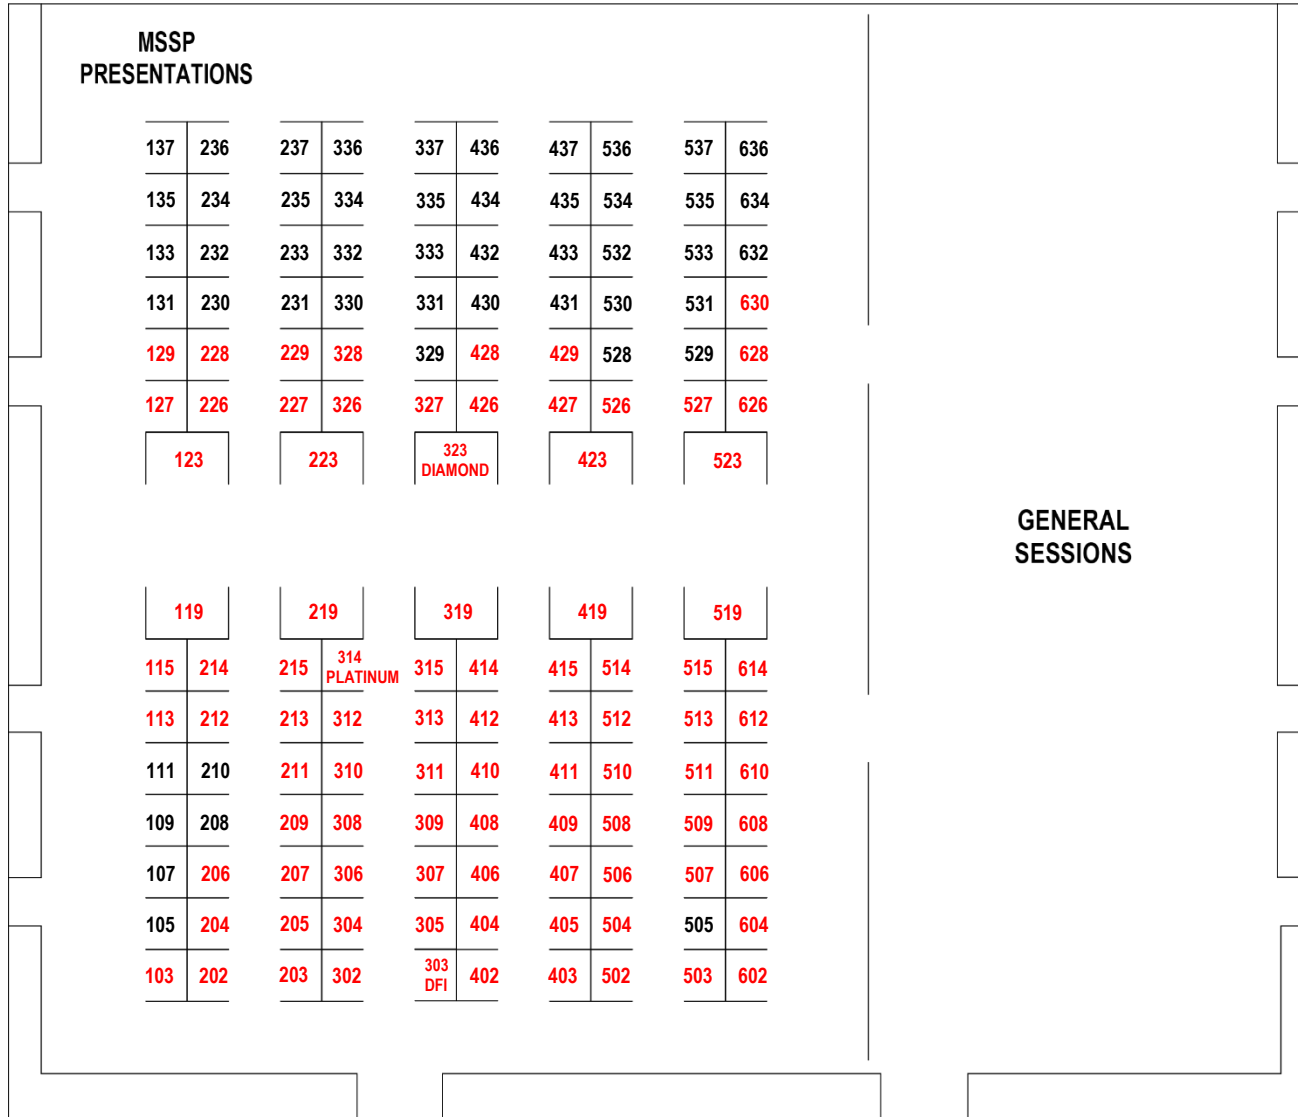 MSSP
PRESENTATIONS
137 236 237 336 337 436 437 536 537 636
135 234 235 334 335 434 435 534 535 634
133 232 233 332 333 432 433 532 533 632
131 230 231 330 331 430 431 530 531 630
129 228 229 328 329 428 429 528 529 628
127 226 227 326 327 426 427 526 527 626
123 223 323 DIAMOND 423 523
GENERAL
SESSIONS
119 219 319 419 519
115 214 215 314 PLATINUM 315 414 415 514 515 614
113 212 213 312 313 412 413 512 513 612
111 210 211 310 311 410 411 510 511 610
109 208 209 308 309 408 409 508 509 608
107 206 207 306 307 406 407 506 507 606
105 204 205 304 305 404 405 504 505 604
103 202 203 302 303 DFI 402 403 502 503 602